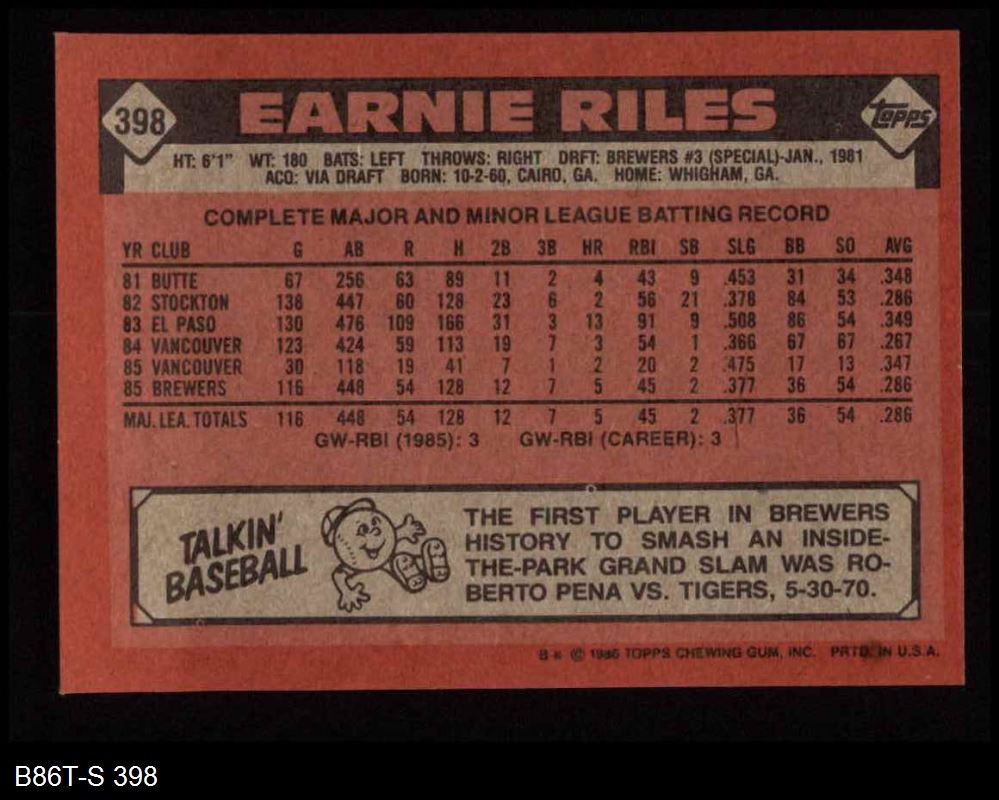 398
EARNIE RILES
topps
HT: 6'1" WT: 180 BATS: LEFT THROWS: RIGHT DRFT: BREWERS #3 (SPECIAL)-JAN., 1981
ACQ: VIA DRAFT BORN: 10-2-60, CAIRO, GA. HOME: WHIGHAM, GA.
COMPLETE MAJOR AND MINOR LEAGUE BATTING RECORD
YR CLUB G AB R H 2B 3B HR RBI SB SLG BB SO AVG
81 BUTTE 67 256 63 89 11 2 4 43 9 .453 31 34 .348
82 STOCKTON 138 447 60 128 23 6 2 56 21 .378 84 53 .286
83 EL PASO 130 476 109 166 31 3 13 91 9 .508 86 54 .349
84 VANCOUVER 123 424 59 113 19 7 3 54 1 .366 67 67 .267
85 VANCOUVER 30 118 19 41 7 1 2 20 2 .475 17 13 .347
85 BREWERS 116 448 54 128 12 7 5 45 2 .377 36 54 .286
MAJ. LEA. TOTALS 116 448 54 128 12 7 5 45 2 .377 36 54 .286
GW-RBI (1985): 3 GW-RBI (CAREER): 3
TALKIN'
BASEBALL
THE FIRST PLAYER IN BREWERS
HISTORY TO SMASH AN INSIDE-
THE-PARK GRAND SLAM WAS RO-
BERTO PENA VS. TIGERS, 5-30-70.
B* © 1986 TOPPS CHEWING GUM, INC. PRTD. IN U.S.A.
B86T-S 398